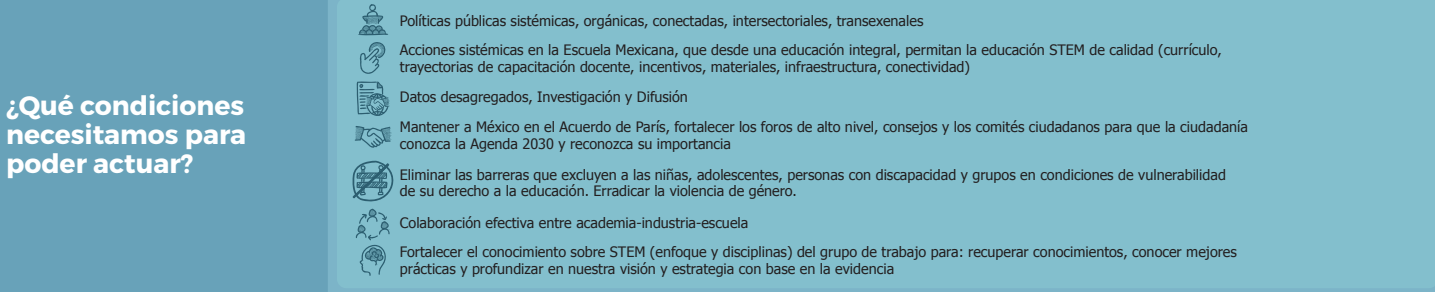 ¿Qué condiciones
necesitamos para
poder actuar?
Políticas públicas sistémicas, orgánicas, conectadas, intersectoriales, transexenales
Acciones sistémicas en la Escuela Mexicana, que desde una educación integral, permitan la educación STEM de calidad (currículo,
trayectorias de capacitación docente, incentivos, materiales, infraestructura, conectividad)
Datos desagregados, Investigación y Difusión
Mantener a México en el Acuerdo de París, fortalecer los foros de alto nivel, consejos y los comités ciudadanos para que la ciudadanía
conozca la Agenda 2030 y reconozca su importancia
Eliminar las barreras que excluyen a las niñas, adolescentes, personas con discapacidad y grupos en condiciones de vulnerabilidad
de su derecho a la educación. Erradicar la violencia de género.
Colaboración efectiva entre academia-industria-escuela
Fortalecer el conocimiento sobre STEM (enfoque y disciplinas) del grupo de trabajo para: recuperar conocimientos, conocer mejores
prácticas y profundizar en nuestra visión y estrategia con base en la evidencia